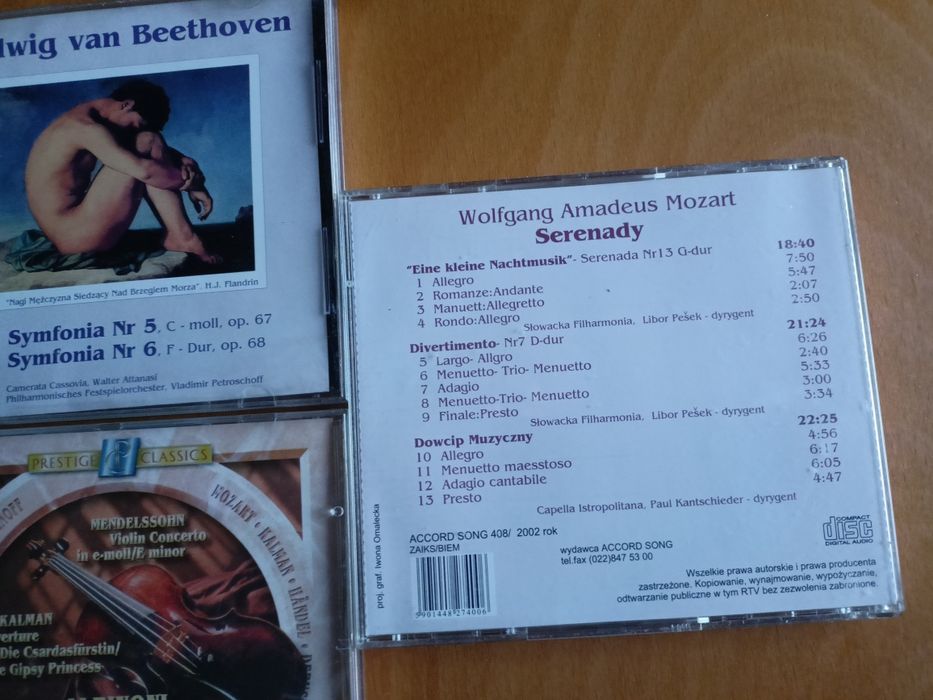 van Beethoven
"Nagi Mężczyzna Siedzący Nad Brzegiem Morza". H.J. Flandrin
Symfonia Nr 5, C - moll, op. 67
Symfonia Nr 6, F - Dur, op. 68
Camerata Cassovia, Walter Attanasi
Philharmonisches Festspielorchester, Vladimir Petroschoff
PRESTIGE CLASSICS
MOZART · KALMAN · HÄNDEL
MENDELSSOHN
Violin Concerto
in e-moll/E minor
KALMAN
Die Csardasfürstin/
Gipsy Princess
Wolfgang Amadeus Mozart
Serenady
"Eine kleine Nachtmusik"- Serenada Nr13 G-dur 18:40
1 Allegro 7:50
2 Romanze:Andante 5:47
3 Manuett:Allegretto 2:07
4 Rondo:Allegro 2:50
Słowacka Filharmonia, Libor Pešek - dyrygent
Divertimento- Nr7 D-dur 21:24
5 Largo- Allgro 6:26
6 Menuetto- Trio- Menuetto 2:40
7 Adagio 5:33
8 Menuetto-Trio- Menuetto 3:00
9 Finale:Presto 3:34
Słowacka Filharmonia, Libor Pešek - dyrygent
Dowcip Muzyczny 22:25
10 Allegro 4:56
11 Menuetto maesstoso 6:17
12 Adagio cantabile 6:05
13 Presto 4:47
Capella Istropolitana, Paul Kantschieder - dyrygent
proj. graf. Iwona Omalecka
ACCORD SONG 408/ 2002 rok
ZAIKS/BIEM
5901448274006
wydawca ACCORD SONG
tel.fax (022)847 53 00
COMPACT
disc
DIGITAL AUDIO
Wszelkie prawa autorskie i prawa producenta
zastrzeżone. Kopiowanie, wynajmowanie, wypożyczanie,
odtwarzanie publiczne w tym RTV bez zezwolenia zabronione.